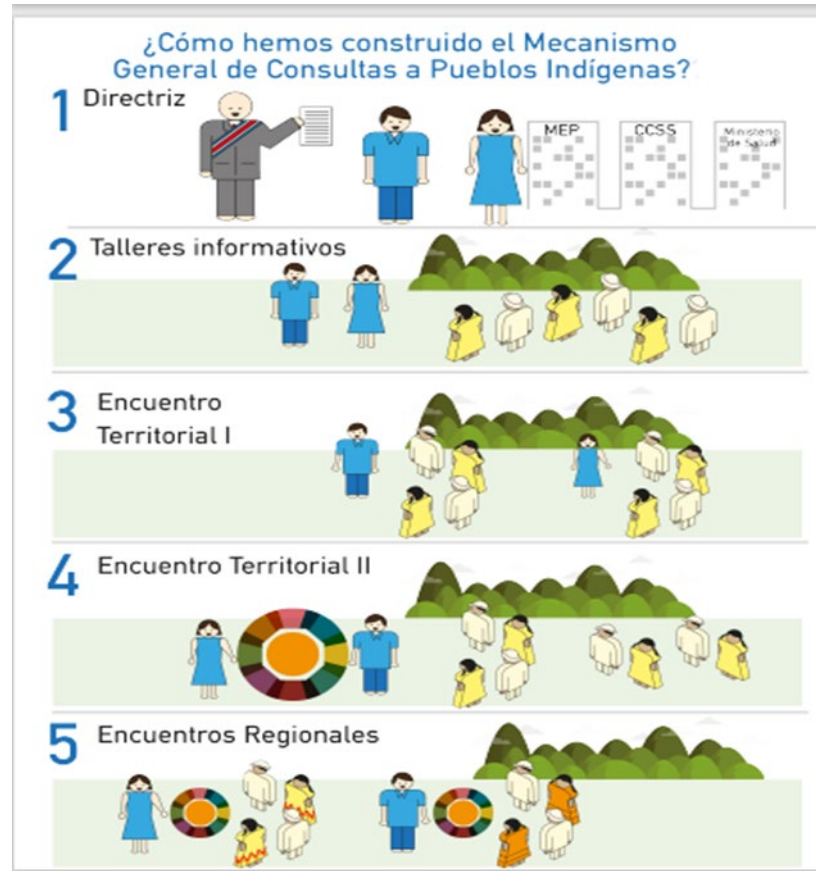 ¿Cómo hemos construido el Mecanismo
General de Consultas a Pueblos Indígenas?
1 Directriz
MEP
CCSS
Ministerio
de Salud
2 Talleres informativos
3 Encuentro
Territorial I
4 Encuentro Territorial II
5 Encuentros Regionales